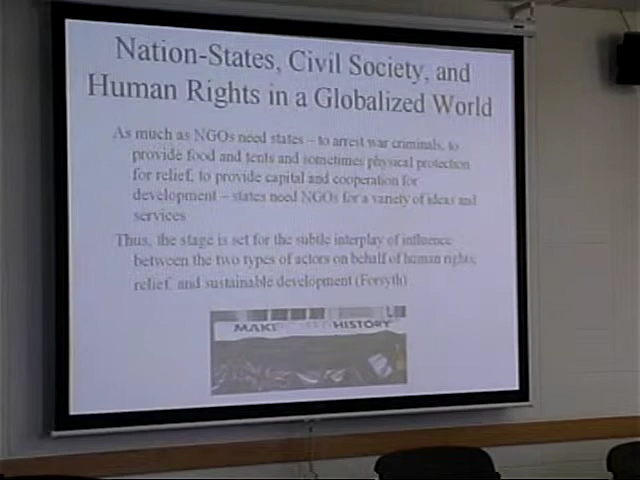 Nation-States, Civil Society, and
Human Rights in a Globalized World
As much as NGOs need states – to arrest war criminals, to
provide food and tents and sometimes physical protection
for relief, to provide capital and cooperation for
development – states need NGOs for a variety of ideas and
services
Thus, the stage is set for the subtle interplay of influence
between the two types of actors on behalf of human rights,
relief, and sustainable development (Forsyth)
MAKE HISTORY